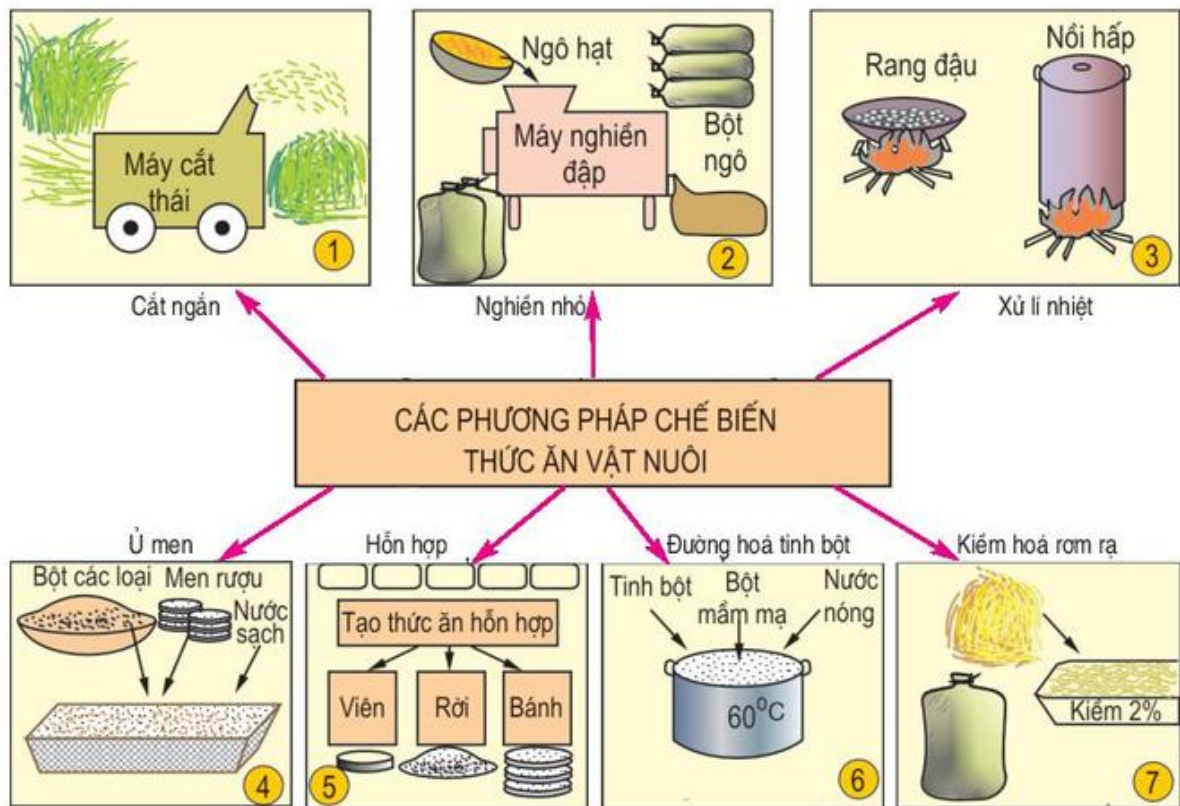 Máy cắt
thái
1
Cắt ngắn
Ngô hạt
Máy nghiền
đập
Bột
ngô
2
Nghiền nhỏ
Rang đậu
Nồi hấp
3
Xử lí nhiệt
CÁC PHƯƠNG PHÁP CHẾ BIẾN
THỨC ĂN VẬT NUÔI
Ủ men
Bột các loại
Men rượu
Nước
sạch
4
Hỗn hợp
Tạo thức ăn hỗn hợp
Viên
Rời
Bánh
5
Đường hoá tinh bột
Tinh bột
Bột
mầm mạ
Nước
nóng
60°C
6
Kiềm hoá rơm rạ
Kiềm 2%
7